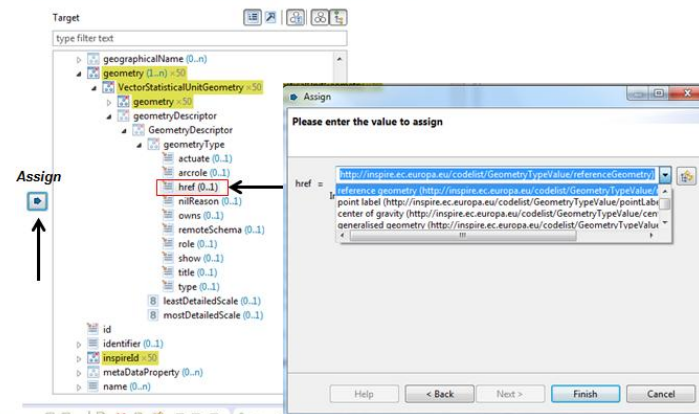 Target
type filter text
geographicalName (0..n)
geometry (1..n) ×50
VectorStatisticalUnitGeometry ×50
geometry ×50
geometryDescriptor
GeometryDescriptor
geometryType
actuate (0..1)
arcrole (0..1)
href (0..1)
nilReason (0..1)
owns (0..1)
remoteSchema (0..1)
role (0..1)
show (0..1)
title (0..1)
type (0..1)
leastDetailedScale (0..1)
mostDetailedScale (0..1)
id
identifier (0..1)
inspireId ×50
metaDataProperty (0..n)
name (0..n)
Assign
Assign
Please enter the value to assign
href =
http://inspire.ec.europa.eu/codelist/GeometryTypeValue/referenceGeometry)
reference geometry (http://inspire.ec.europa.eu/codelist/GeometryTypeValue/
point label (http://inspire.ec.europa.eu/codelist/GeometryTypeValue/pointLabe
center of gravity (http://inspire.ec.europa.eu/codelist/GeometryTypeValue/cen
generalised geometry (http://inspire.ec.europa.eu/codelist/GeometryTypeValue
Help
< Back
Next >
Finish
Cancel